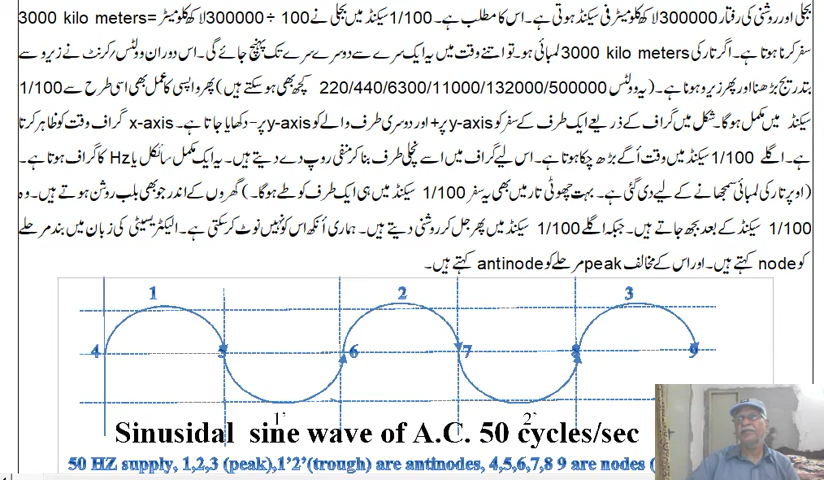 بجلی اور روشنی کی رفتار 300000 لاکھ کلومیٹر فی سیکنڈ ہوتی ہے۔ اس کا مطلب ہے۔ 1/100 سیکنڈ میں بجلی نے 100 ÷ 300000 لاکھ کلومیٹر = 3000 kilo meters
سفر کرنا ہوتا ہے۔ اگر تار کی 3000 kilo meters لمبائی ہو۔ تو اتنے وقت میں یہ ایک سرے سے دوسرے سرے تک پہنچ جائے گی۔ اس دوران وولٹس کرنٹ نے زیرو سے
بتدریج بڑھنا اور پھر زیرو ہونا ہے۔ (یہ وولٹس 220/440/6300/11000/132000/500000 کچھ بھی ہو سکتے ہیں) پھر واپسی کا عمل بھی اسی طرح سے 1/100
سیکنڈ میں مکمل ہوگا۔ شکل میں گراف کے ذریعے ایک طرف کے سفر کو y-axis پر + اور دوسری طرف والے کو y-axis پر - دکھایا جاتا ہے۔ x-axis گراف وقت کو ظاہر کرتا
ہے۔ اگلے 1/100 سیکنڈ میں وقت آگے بڑھ چکا ہوتا ہے۔ اس لیے گراف میں اسے نچلی طرف بنا کر منفی روپ دے دیتے ہیں۔ یہ ایک مکمل سائکل یا Hz کا گراف ہوتا ہے۔
(اوپر تار کی لمبائی سمجھانے کے لیے دی گئی ہے۔ بہت چھوٹی تار میں بھی یہ سفر 1/100 سیکنڈ میں ہی ایک طرف کو طے ہوگا۔) گھروں کے اندر جو بھی بلب روشن ہوتے ہیں۔ وہ
1/100 سیکنڈ کے بعد بجھ جاتے ہیں۔ جبکہ اگلے 1/100 سیکنڈ میں پھر جل کر روشنی دیتے ہیں۔ ہماری آنکھ اس کو نہیں نوٹ کر سکتی ہے۔ الیکٹریسیٹی کی زبان میں بند مرحلے
کو node کہتے ہیں۔ اور اس کے مخالف peak مرحلے کو antinode کہتے ہیں۔
1 2 3
4 5 6 7 8 9
1' 2'
Sinusidal sine wave of A.C. 50 cycles/sec
50 HZ supply, 1,2,3 (peak),1'2'(trough) are antinodes, 4,5,6,7,8 9 are nodes (